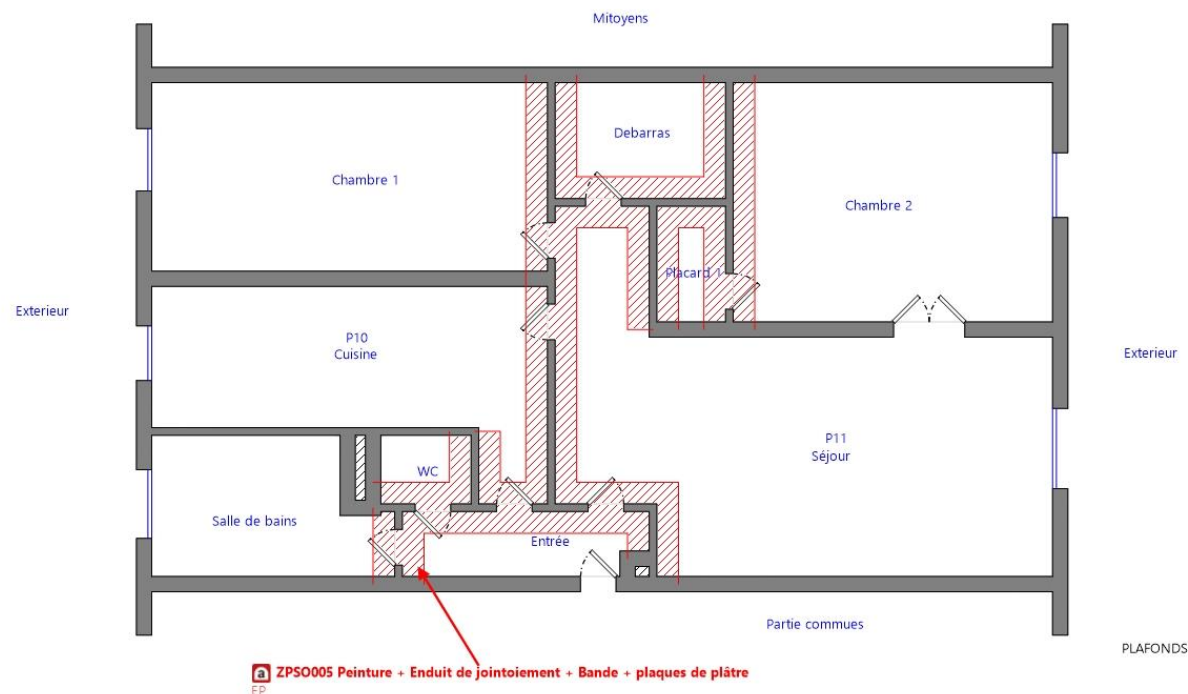 Mitoyens
Debarras
Chambre 1
Chambre 2
Placard 1
Exterieur
P10
Cuisine
Exterieur
P11
Séjour
WC
Salle de bains
Entrée
Partie commues
PLAFONDS
a ZPSO005 Peinture + Enduit de jointoiement + Bande + plaques de plâtre
EP